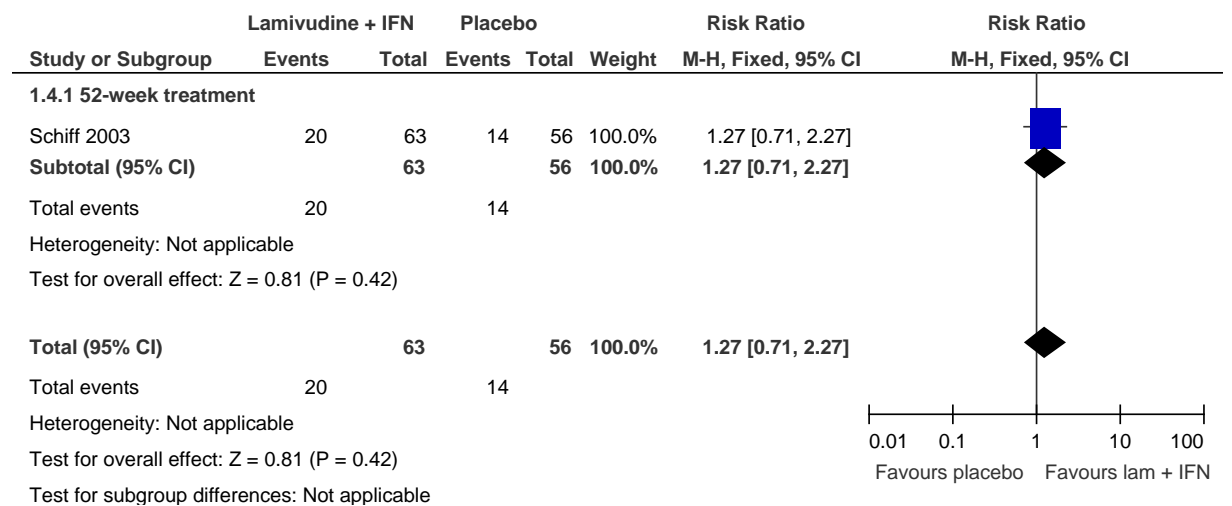 Lamivudine + IFN Placebo Risk Ratio Risk Ratio
Study or Subgroup Events Total Events Total Weight M-H, Fixed, 95% CI M-H, Fixed, 95% CI
1.4.1 52-week treatment
Schiff 2003 20 63 14 56 100.0% 1.27 [0.71, 2.27]
Subtotal (95% CI) 63 56 100.0% 1.27 [0.71, 2.27]
Total events 20 14
Heterogeneity: Not applicable
Test for overall effect: Z = 0.81 (P = 0.42)
Total (95% CI) 63 56 100.0% 1.27 [0.71, 2.27]
Total events 20 14
Heterogeneity: Not applicable
Test for overall effect: Z = 0.81 (P = 0.42)
Test for subgroup differences: Not applicable
0.01 0.1 1 10 100
Favours placebo Favours lam + IFN